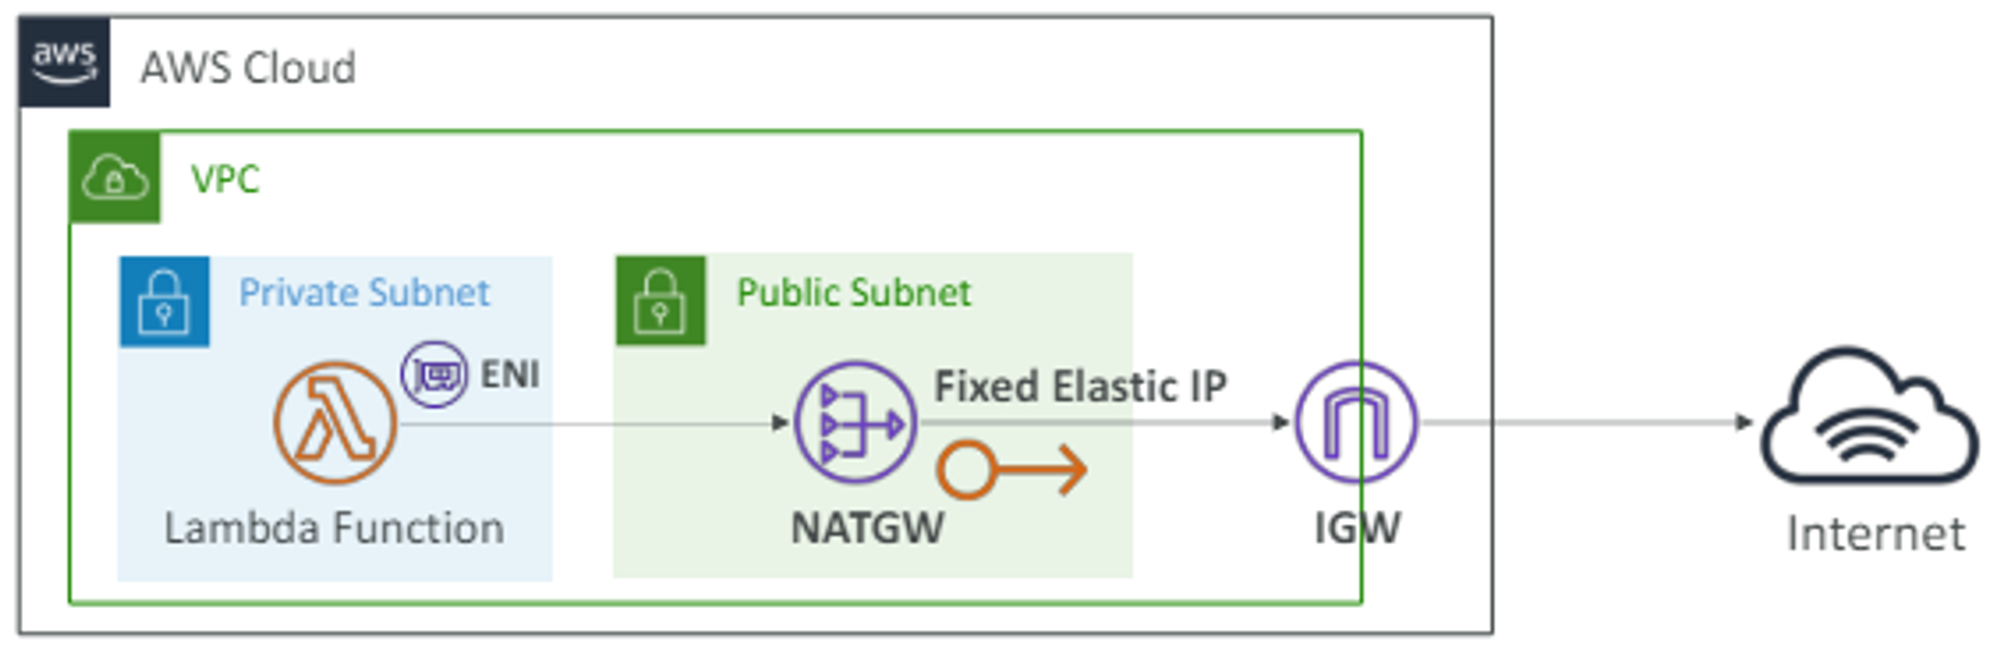 aws
AWS Cloud
VPC
Private Subnet
Public Subnet
ENI
Fixed Elastic IP
Lambda Function
NATGW
IGW
Internet